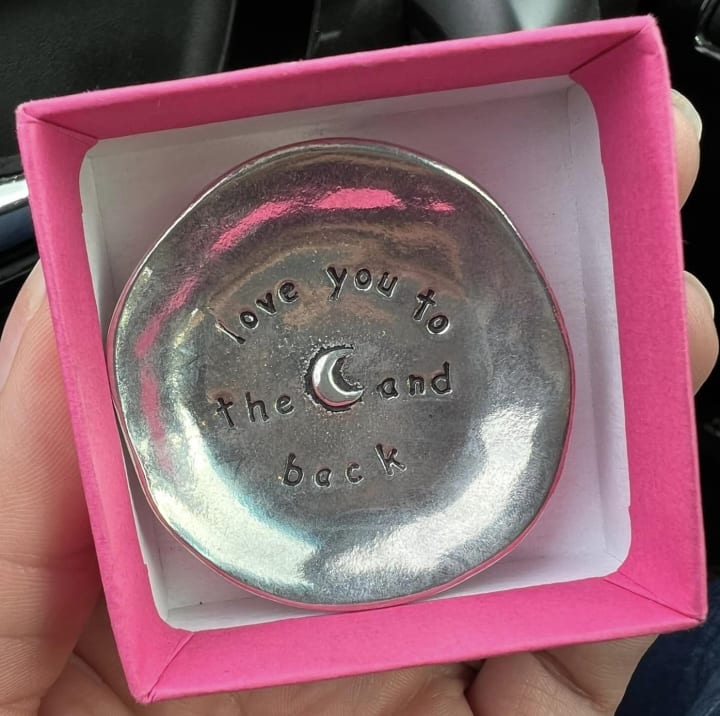 love you to
the and
back